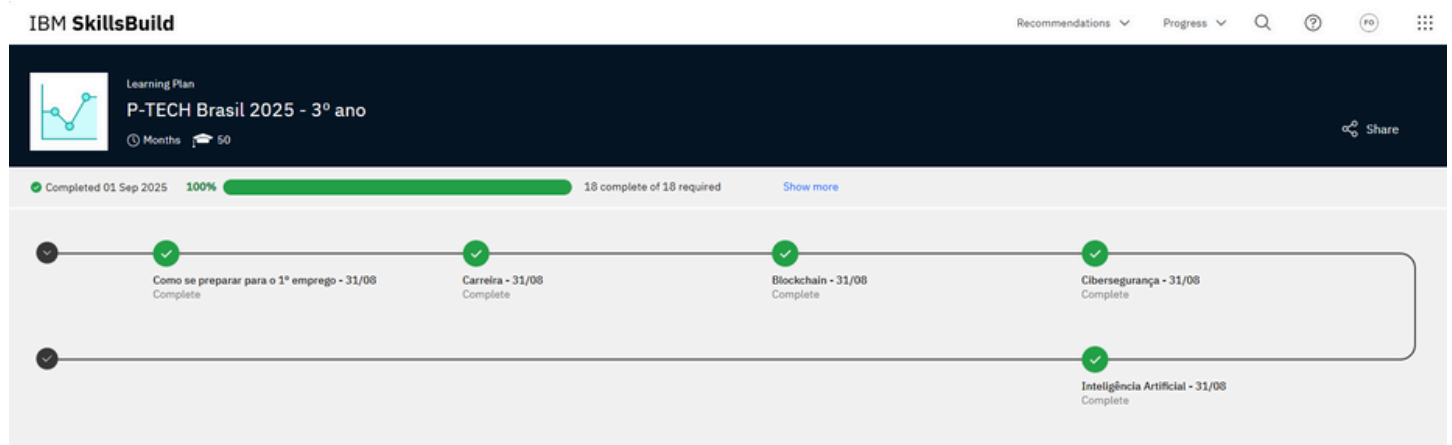 IBM SkillsBuild
Recommendations
Progress
FO
Learning Plan
P-TECH Brasil 2025 - 3º ano
Months 50
Share
Completed 01 Sep 2025 100% 18 complete of 18 required Show more
Como se preparar para o 1º emprego - 31/08
Complete
Carreira - 31/08
Complete
Blockchain - 31/08
Complete
Cibersegurança - 31/08
Complete
Inteligência Artificial - 31/08
Complete